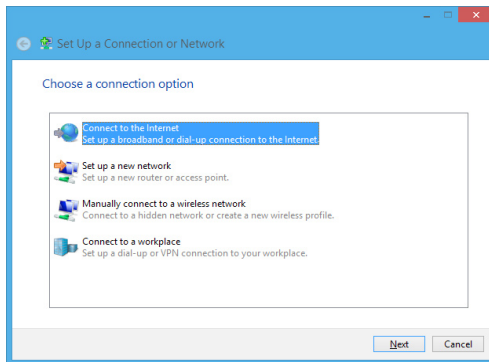 Set Up a Connection or Network
Choose a connection option
Connect to the Internet
Set up a broadband or dial-up connection to the Internet.
Set up a new network
Set up a new router or access point.
Manually connect to a wireless network
Connect to a hidden network or create a new wireless profile.
Connect to a workplace
Set up a dial-up or VPN connection to your workplace.
Next Cancel